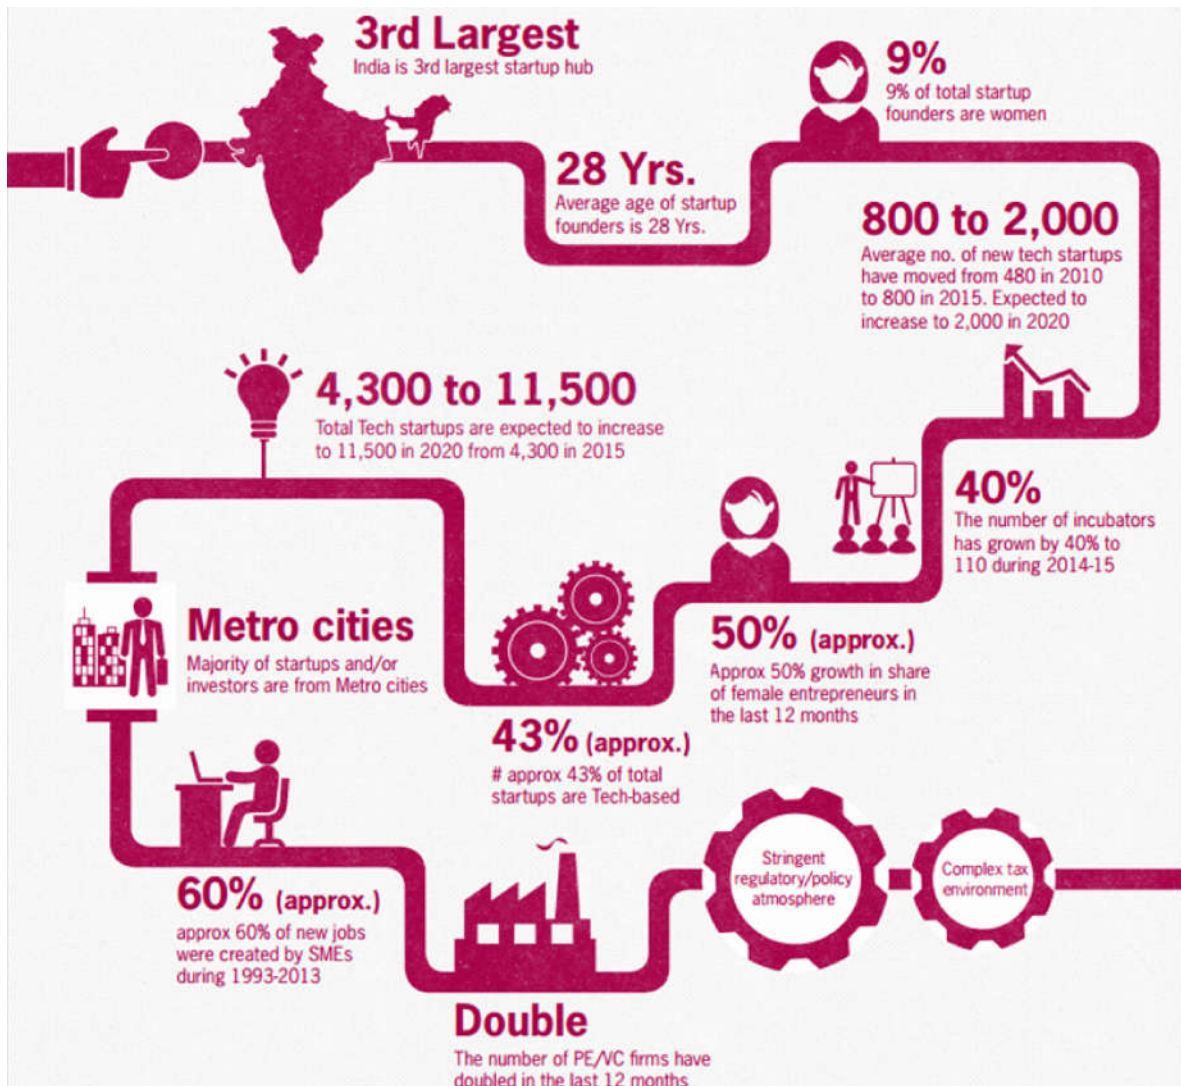 3rd Largest
India is 3rd largest startup hub
28 Yrs.
Average age of startup
founders is 28 Yrs.
9%
9% of total startup
founders are women
800 to 2,000
Average no. of new tech startups
have moved from 480 in 2010
to 800 in 2015. Expected to
increase to 2,000 in 2020
40%
The number of incubators
has grown by 40% to
110 during 2014-15
50% (approx.)
Approx 50% growth in share
of female entrepreneurs in
the last 12 months
43% (approx.)
# approx 43% of total
startups are Tech-based
4,300 to 11,500
Total Tech startups are expected to increase
to 11,500 in 2020 from 4,300 in 2015
Metro cities
Majority of startups and/or
investors are from Metro cities
60% (approx.)
approx 60% of new jobs
were created by SMEs
during 1993-2013
Double
The number of PE/VC firms have
doubled in the last 12 months
Stringent
regulatory/policy
atmosphere
Complex tax
environment